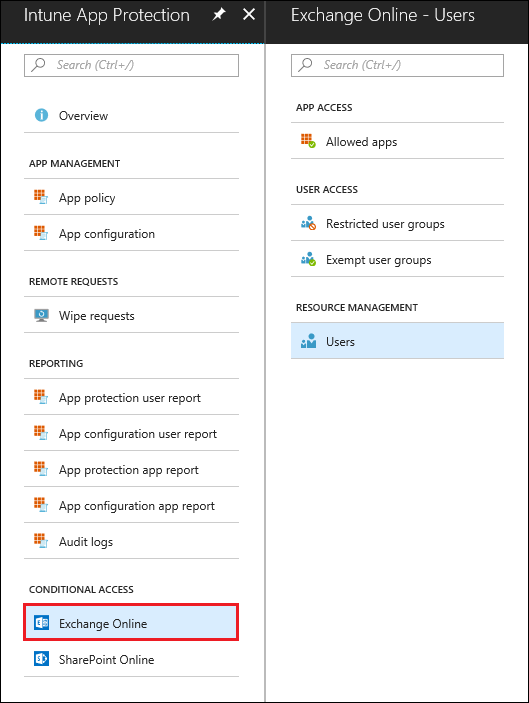 Intune App Protection
Search (Ctrl+/)
Overview
APP MANAGEMENT
App policy
App configuration
REMOTE REQUESTS
Wipe requests
REPORTING
App protection user report
App configuration user report
App protection app report
App configuration app report
Audit logs
CONDITIONAL ACCESS
Exchange Online
SharePoint Online
Exchange Online - Users
Search (Ctrl+/)
APP ACCESS
Allowed apps
USER ACCESS
Restricted user groups
Exempt user groups
RESOURCE MANAGEMENT
Users